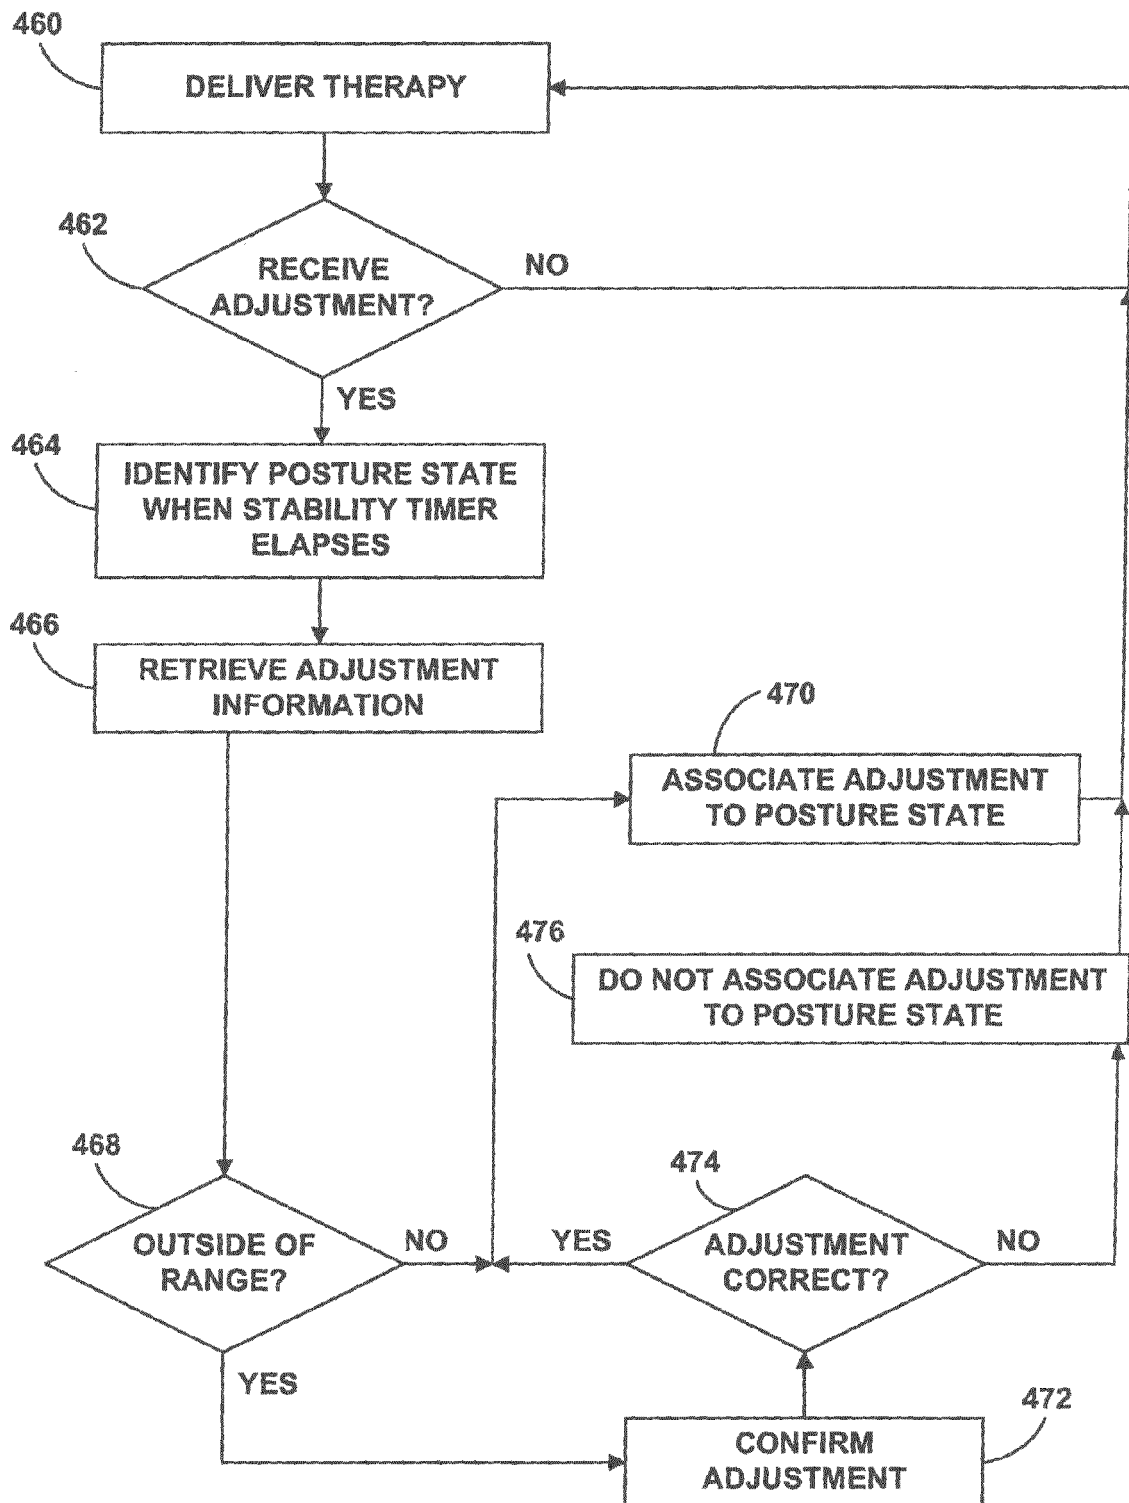 460
DELIVER THERAPY
462
RECEIVE
ADJUSTMENT?
NO
YES
464
IDENTIFY POSTURE STATE
WHEN STABILITY TIMER
ELAPSES
466
RETRIEVE ADJUSTMENT
INFORMATION
470
ASSOCIATE ADJUSTMENT
TO POSTURE STATE
476
DO NOT ASSOCIATE ADJUSTMENT
TO POSTURE STATE
468
OUTSIDE OF
RANGE?
NO
YES
474
ADJUSTMENT
CORRECT?
YES
NO
472
CONFIRM
ADJUSTMENT